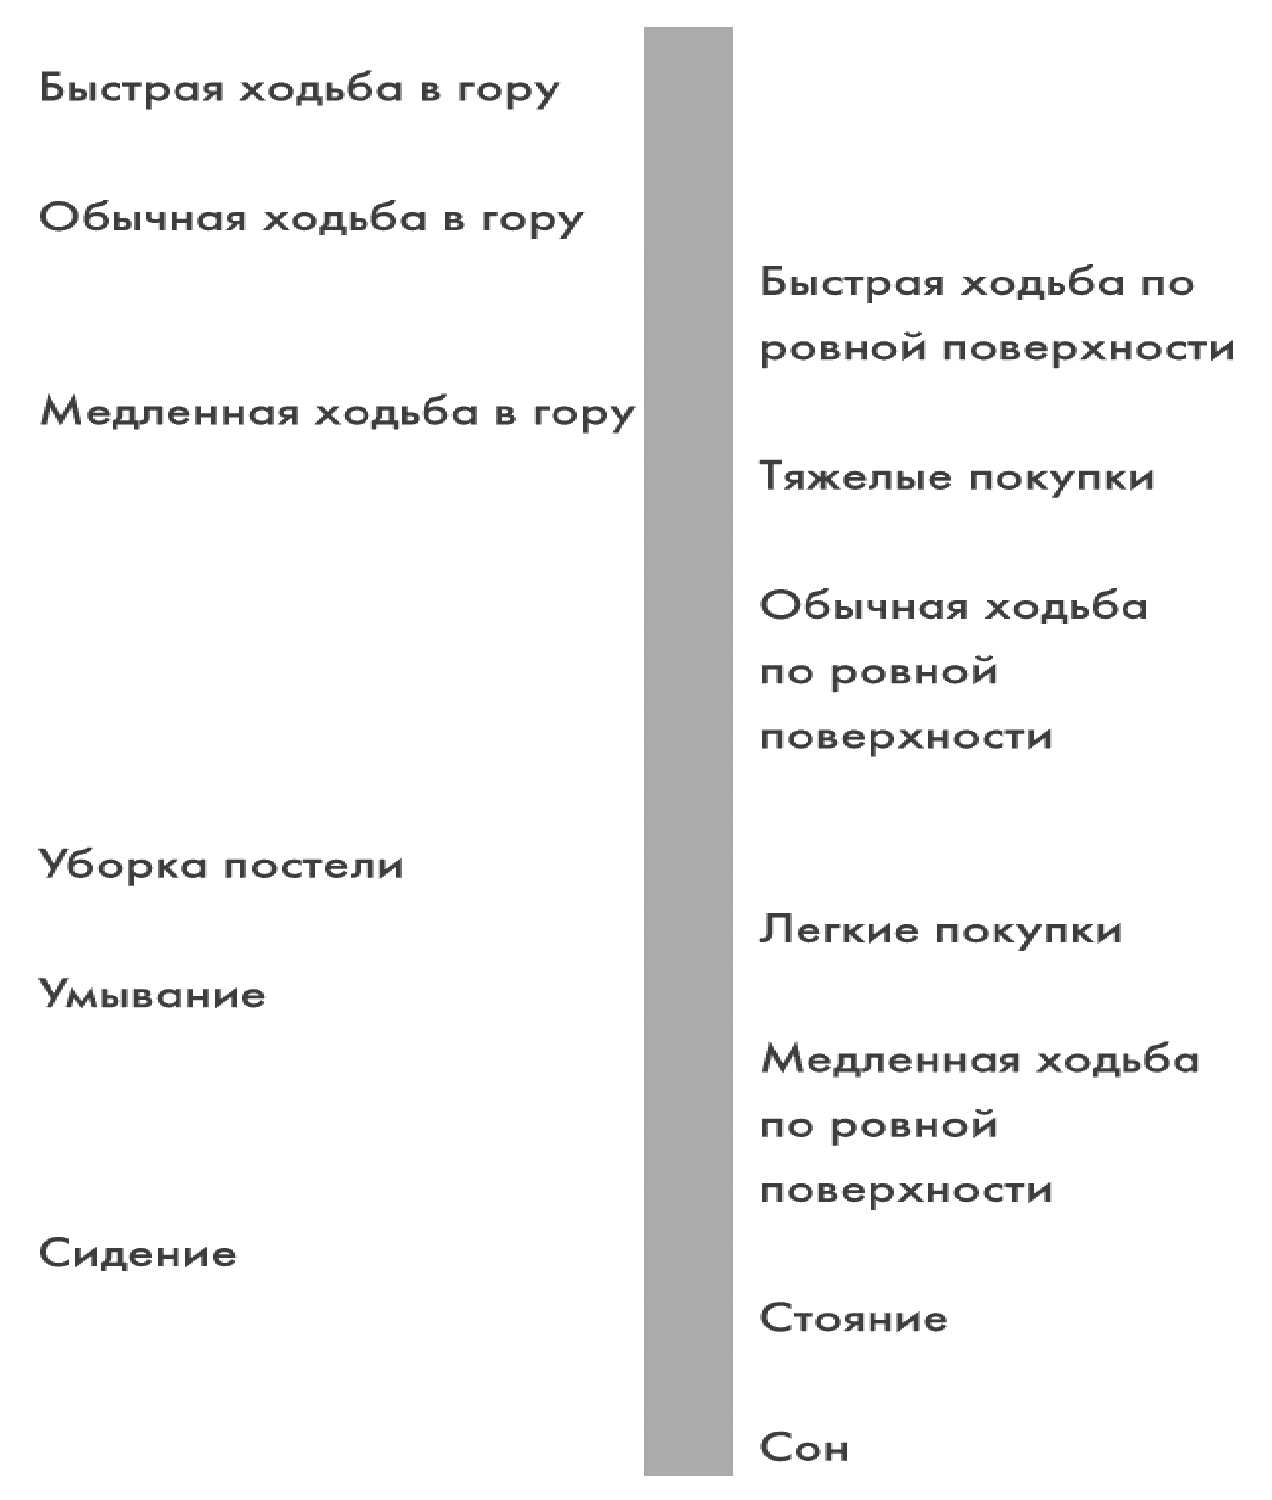 Быстрая ходьба в гору
Обычная ходьба в гору
Быстрая ходьба по
ровной поверхности
Медленная ходьба в гору
Тяжелые покупки
Обычная ходьба
по ровной
поверхности
Уборка постели
Легкие покупки
Умывание
Медленная ходьба
по ровной
поверхности
Сидение
Стояние
Сон